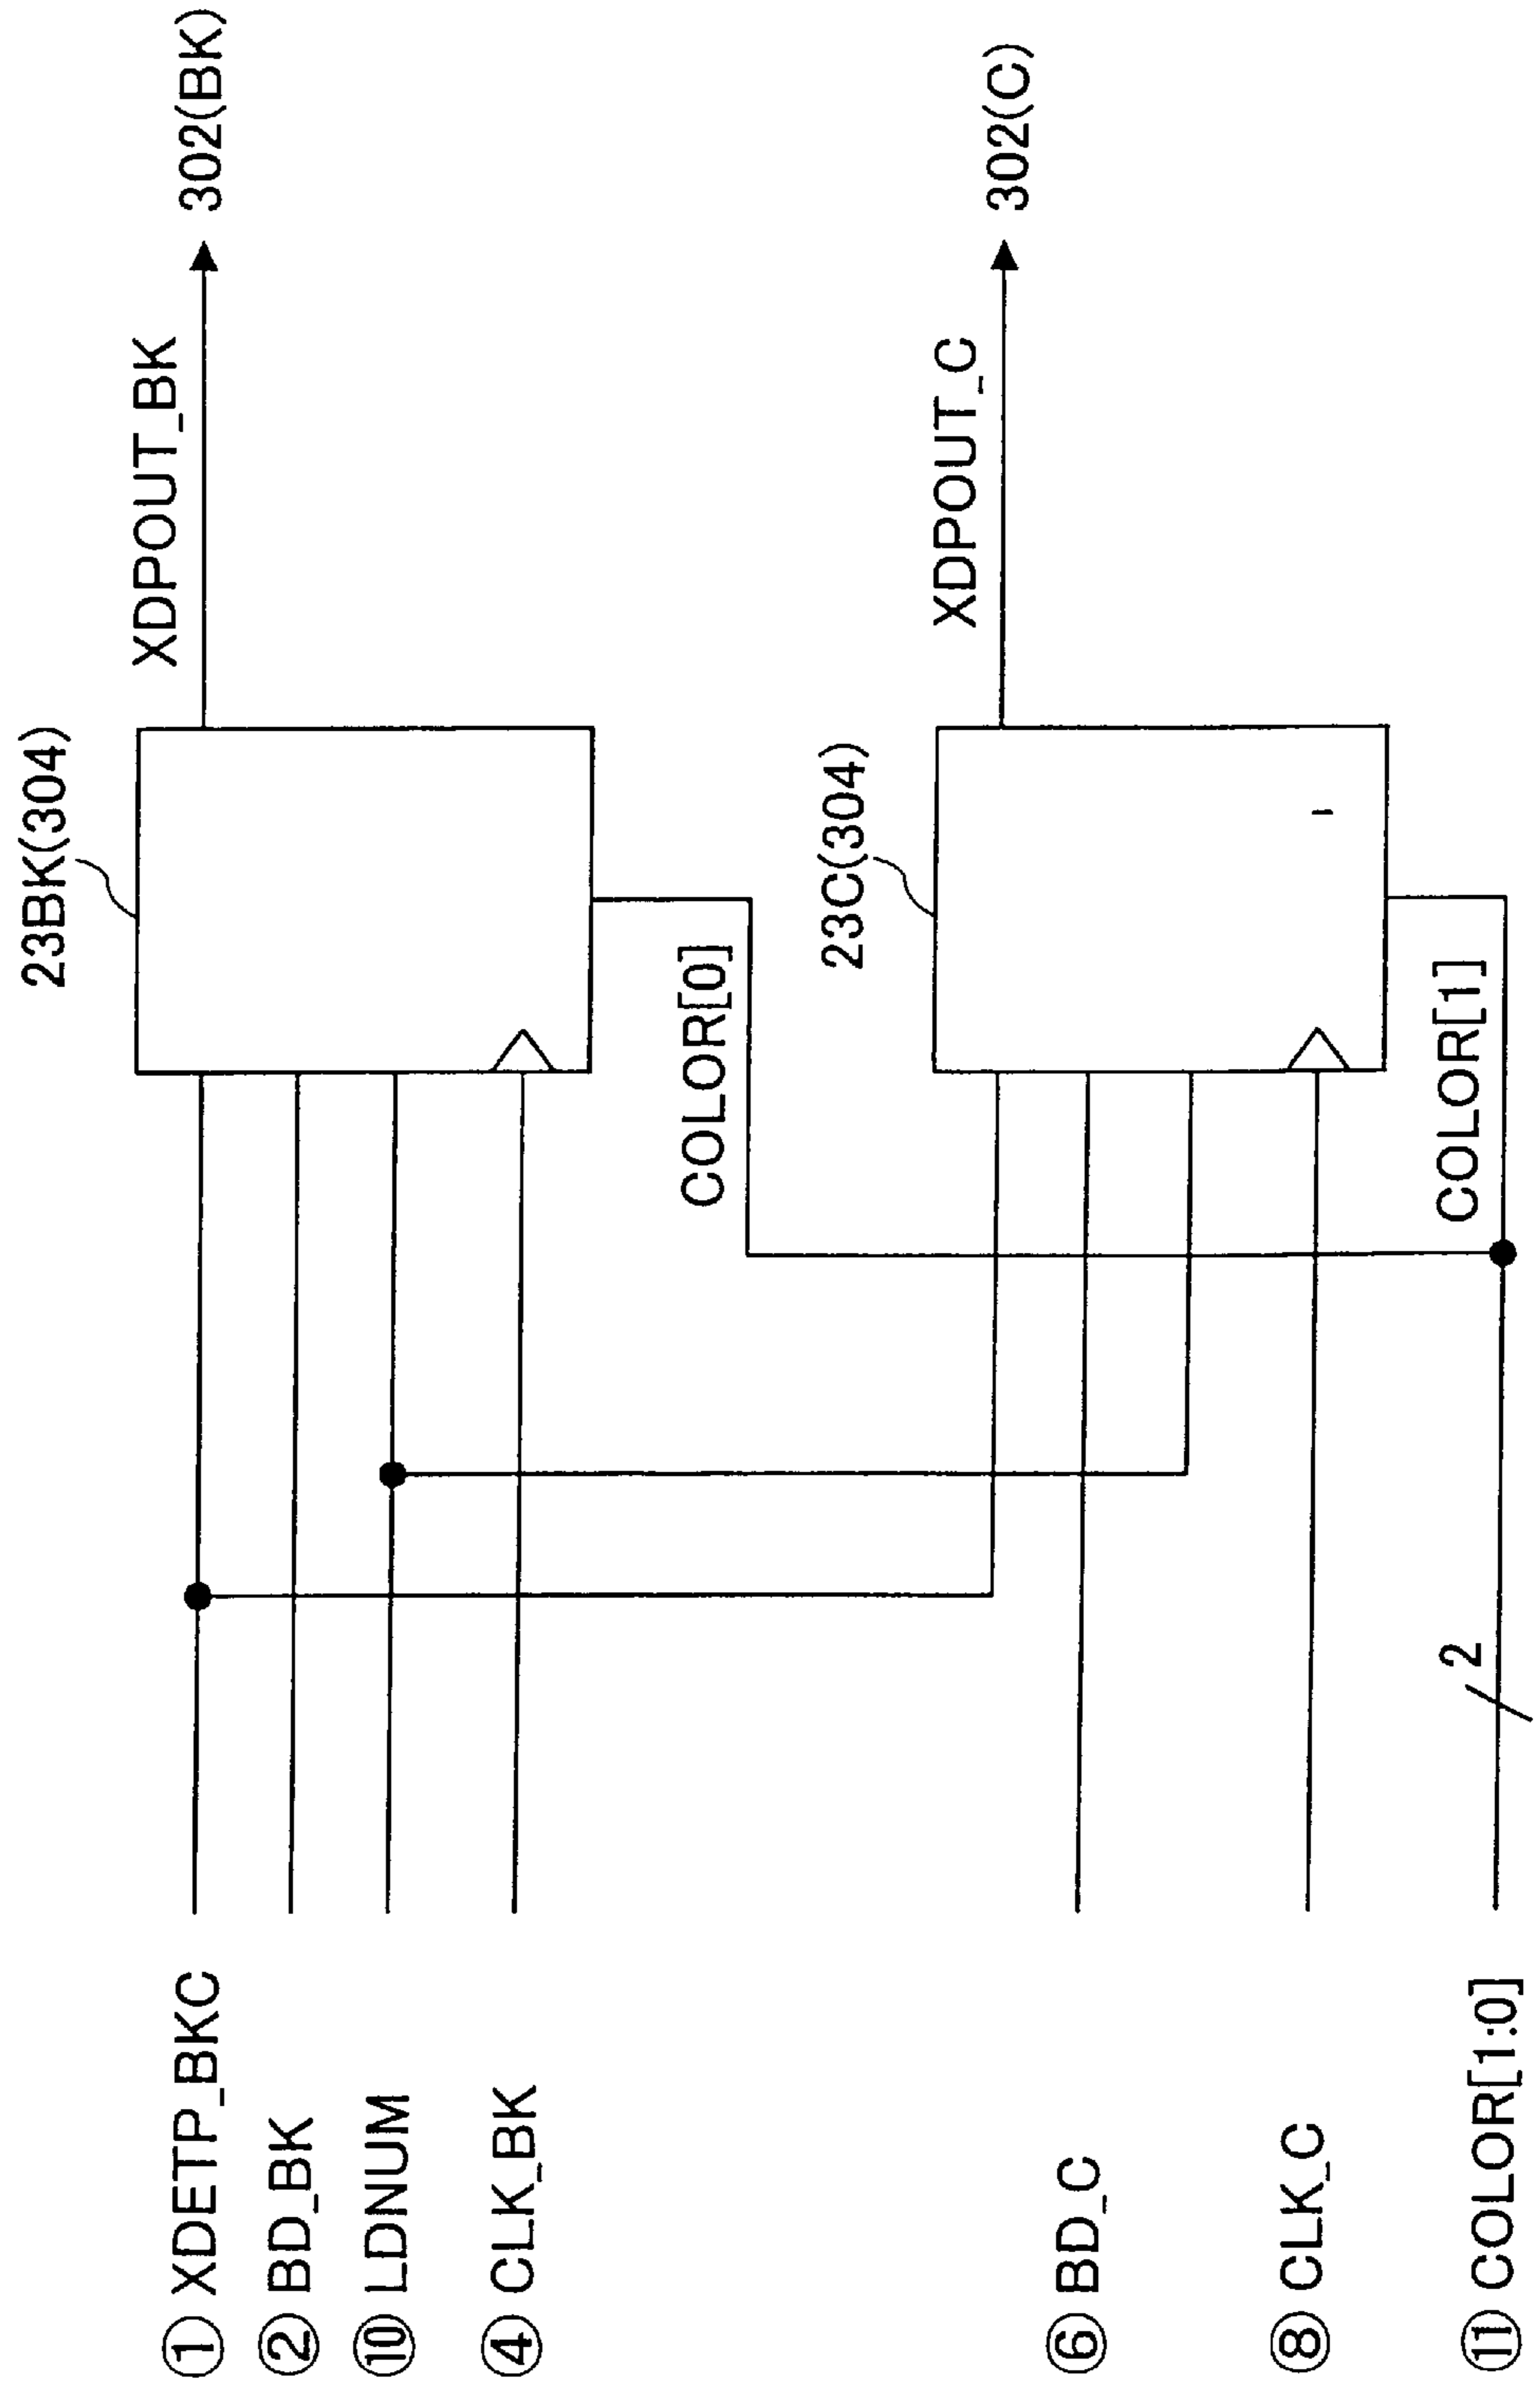 23BK(304)
XDPOUT_BK
302(BK)
① XDETP_BKC
② BD_BK
⑩ LDNUM
④ CLK_BK
COLOR[0]
23C(304)
XDPOUT_C
302(C)
⑥ BD_C
⑧ CLK_C
COLOR[1]
2
⑪ COLOR[1:0]